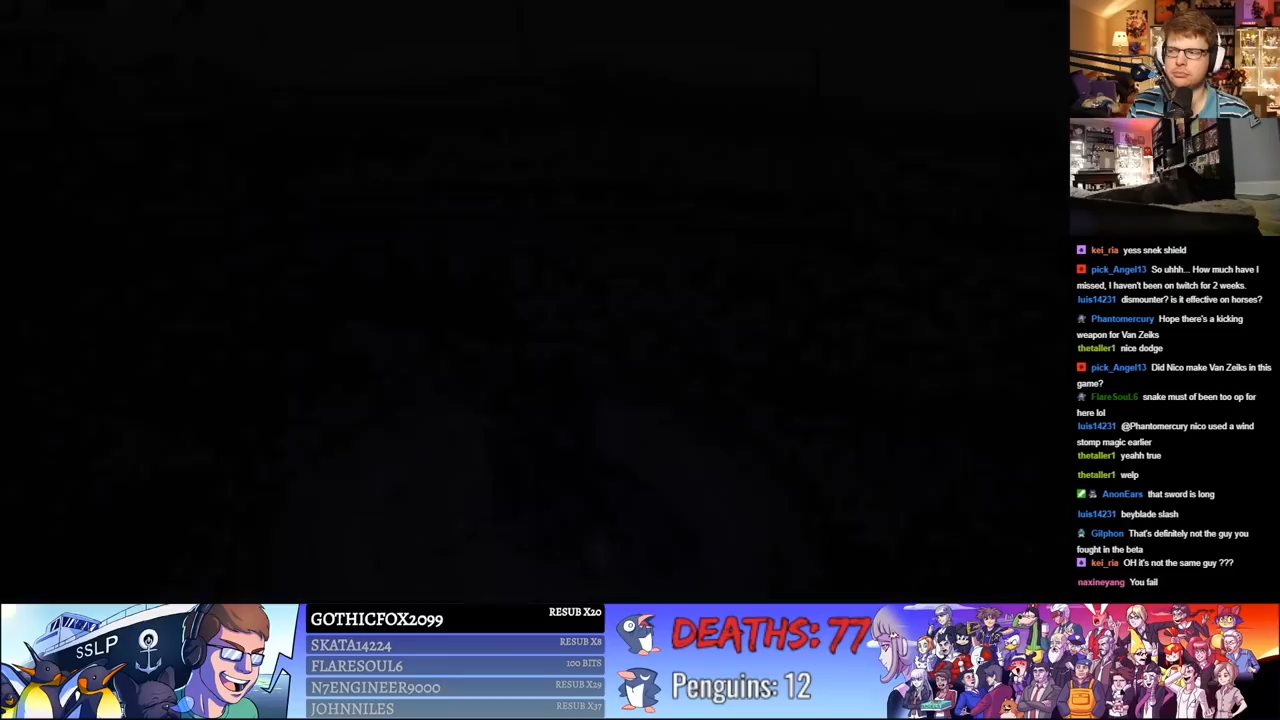 kei_ria yess snek shield
pick_Angel13 So uhhh... How much have I
missed, I haven't been on twitch for 2 weeks.
luis14231 dismounter? is it effective on horses?
Phantomercury Hope there's a kicking
weapon for Van Zeiks
thetaller1 nice dodge
pick_Angel13 Did Nico make Van Zeiks in this
game?
FlareSouL6 snake must of been too op for
here lol
luis14231 @Phantomercury nico used a wind
stomp magic earlier
thetaller1 yeahh true
thetaller1 welp
AnonEars that sword is long
luis14231 beyblade slash
Gilphon That's definitely not the guy you
fought in the beta
kei_ria OH it's not the same guy ???
naxineyang You fail
SSLP
GOTHICFOX2099 RESUB X20
SKATA14224 RESUB X8
FLARESOUL6 100 BITS
N7ENGINEER9000 RESUB X29
JOHNNILES RESUB X37
DEATHS: 77
Penguins: 12